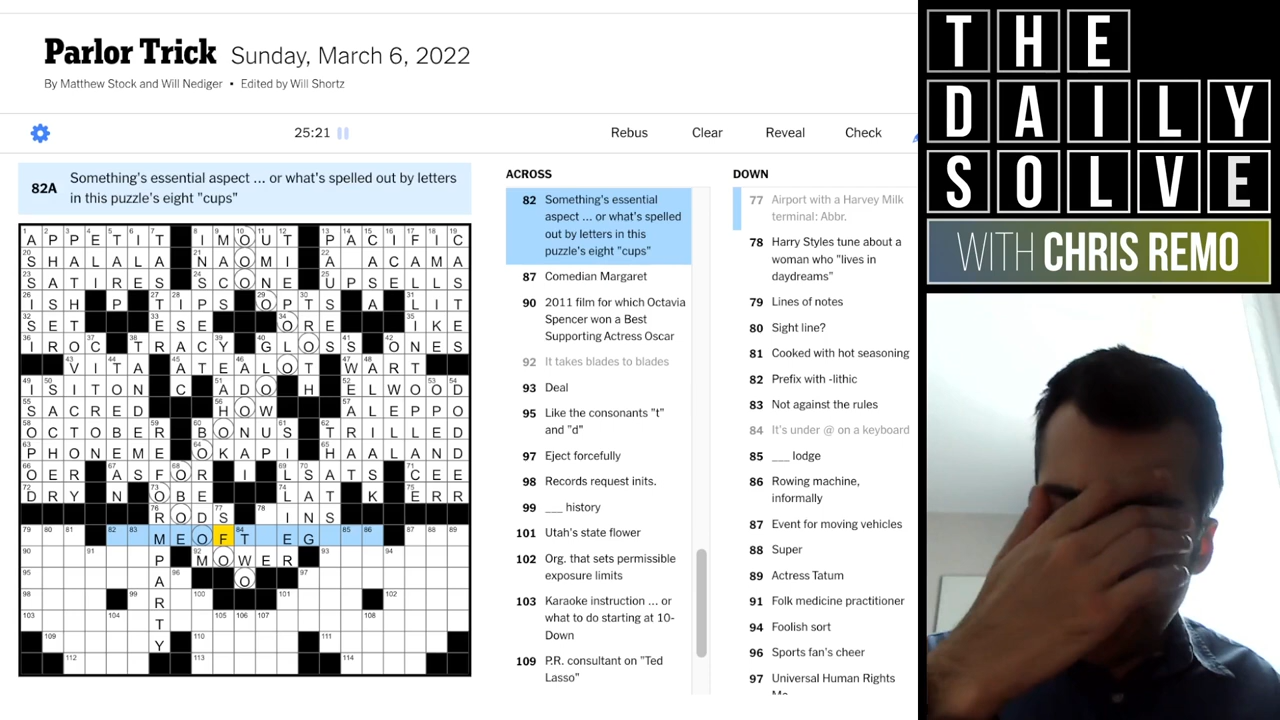 Parlor Trick Sunday, March 6, 2022
By Matthew Stock and Will Nediger • Edited by Will Shortz
25:21
Rebus
Clear
Reveal
Check
82A
Something's essential aspect ... or what's spelled out by letters
in this puzzle's eight "cups"
ACROSS
82 Something's essential
aspect ... or what's spelled
out by letters in this
puzzle's eight "cups"
87 Comedian Margaret
90 2011 film for which Octavia
Spencer won a Best
Supporting Actress Oscar
92 It takes blades to blades
93 Deal
95 Like the consonants "t"
and "d"
97 Eject forcefully
98 Records request inits.
99 ___ history
101 Utah's state flower
102 Org. that sets permissible
exposure limits
103 Karaoke instruction ... or
what to do starting at 10-
Down
109 P.R. consultant on "Ted
Lasso"
DOWN
77 Airport with a Harvey Milk
terminal: Abbr.
78 Harry Styles tune about a
woman who "lives in
daydreams"
79 Lines of notes
80 Sight line?
81 Cooked with hot seasoning
82 Prefix with -lithic
83 Not against the rules
84 It's under @ on a keyboard
85 ___ lodge
86 Rowing machine,
informally
87 Event for moving vehicles
88 Super
89 Actress Tatum
91 Folk medicine practitioner
94 Foolish sort
96 Sports fan's cheer
97 Universal Human Rights
A P P E T I T I M O U T P A C I F I C
S H A L A L A N A O M I A A C A M A
S A T I R E S S C O N E U P S E L L S
I S H P T I P S O P T S A L I T
S E T E S E O R E I K E
I R O C T R A C Y G L O S S O N E S
V I T A A T E A L O T W A R T
I S I T O N C A D O H E L W O O D
S A C R E D H O W A L E P P O
O C T O B E R B O N U S T R I L L E D
P H O N E M E O K A P I H A A L A N D
O E R A S F O R I L S A T S C E E
D R Y N O B E L A T K E R R
R O D S I N S
M E O F T E G
P M O W E R
A O
R
T
Y
THE
DAILY
SOLVE
WITH CHRIS REMO